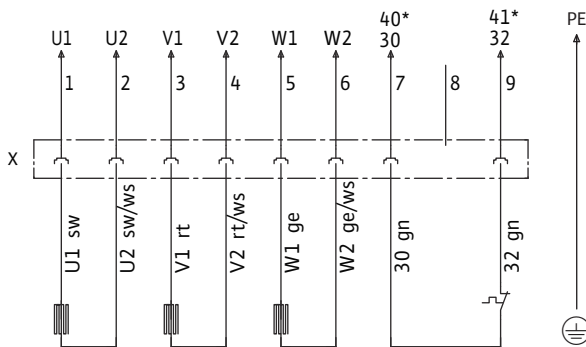 U1 U2 V1 V2 W1 W2 40* 41* PE
30 32
1 2 3 4 5 6 7 8 9
X
U1 sw
U2 sw/ws
V1 rt
V2 rt/ws
W1 ge
W2 ge/ws
30 gn
32 gn